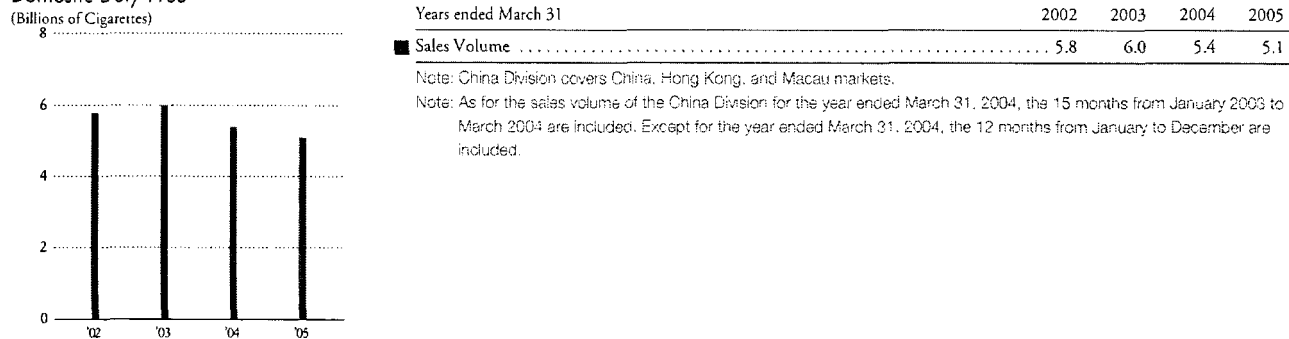 (Billions of Cigarettes)
8
6
4
2
0
'02 '03 '04 '05
Years ended March 31 2002 2003 2004 2005
Sales Volume 5.8 6.0 5.4 5.1
Note: China Division covers China, Hong Kong, and Macau markets.
Note: As for the sales volume of the China Division for the year ended March 31, 2004, the 15 months from January 2003 to
March 2004 are included. Except for the year ended March 31, 2004, the 12 months from January to December are
included.